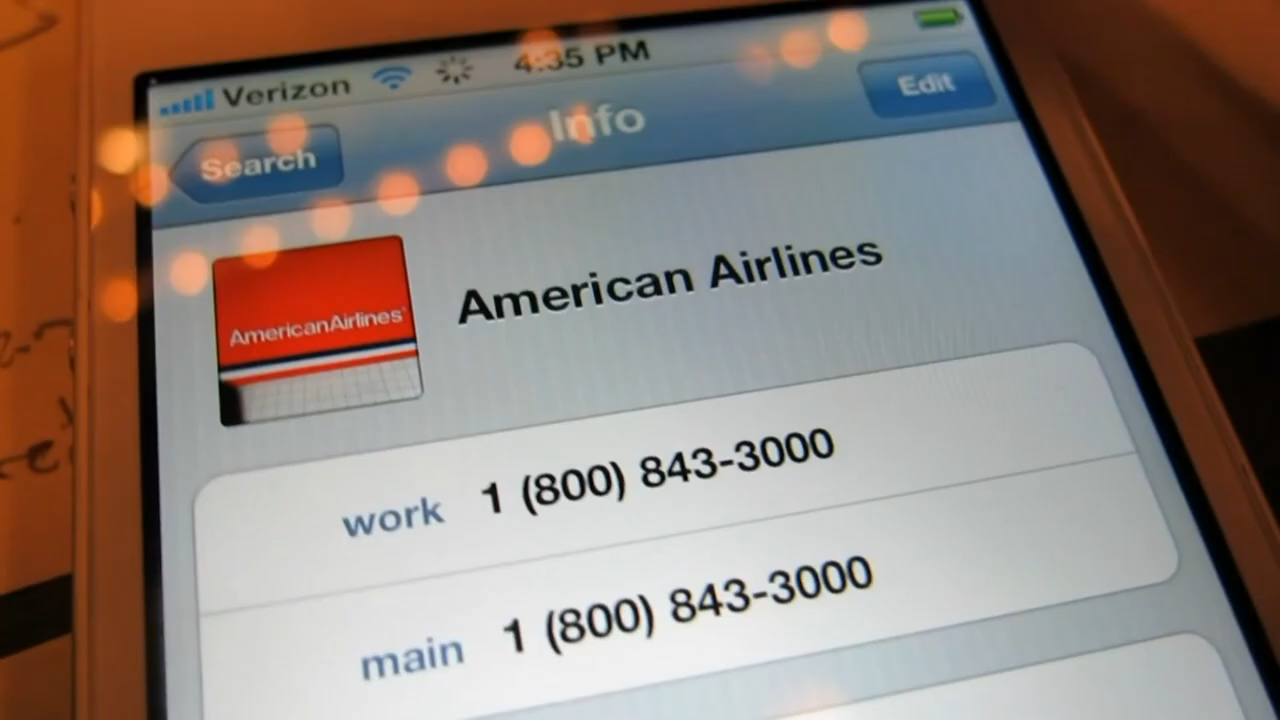 Verizon 4:35 PM
Search Info Edit
AmericanAirlines
American Airlines
work 1 (800) 843-3000
main 1 (800) 843-3000